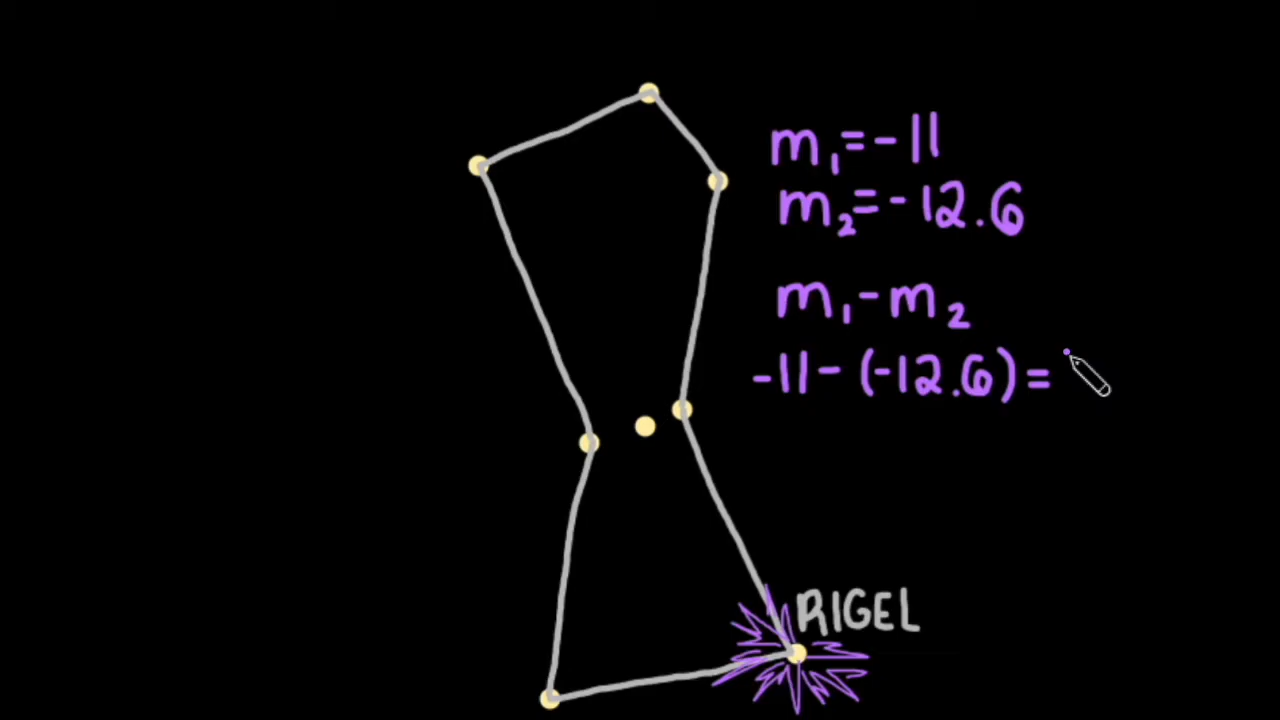 m₁ = -11
m₂ = -12.6
m₁ - m₂
-11 - (-12.6) =
RIGEL